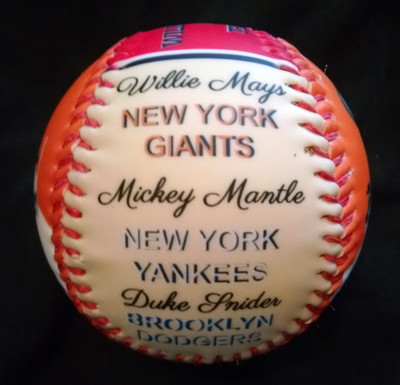 Willie Mays
NEW YORK
GIANTS
Mickey Mantle
NEW YORK
YANKEES
Duke Snider
BROOKLYN
DODGERS